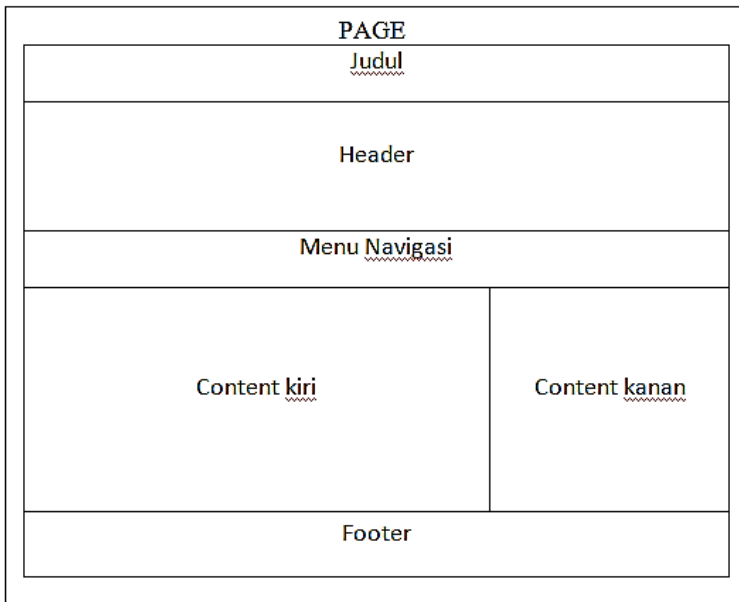 PAGE
Judul
Header
Menu Navigasi
Content kiri
Content kanan
Footer